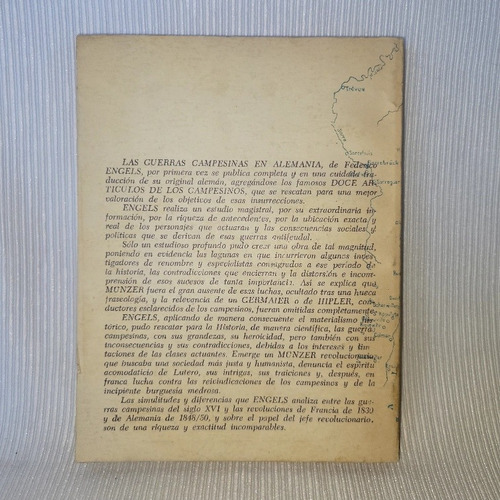 Tréveris
LAS GUERRAS CAMPESINAS EN ALEMANIA, de Federico
ENGELS, por primera vez se publica completa y en una cuidada tra-
ducción de su original alemán, agregándose los famosos DOCE AR-
TICULOS DE LOS CAMPESINOS, que se rescatan para una mejor
valoración de los objetivos de esas insurrecciones.
ENGELS realiza un estudio magistral, por su extraordinaria in-
formación, por la riqueza de antecedentes, por la ubicación exacta y
real de los personajes que actuaran y las consecuencias sociales y
políticas que se derivan de esas guerras antifeudal.
Sólo un estudioso profundo pudo crear una obra de tal magnitud,
poniendo en evidencia las lagunas en que incurrieron algunos inves-
tigadores de renombre y especialistas consagrados a ese período de
la historia, las contradicciones que encierran y la distorsión e incom-
prensión de esos sucesos de tanta importancia. Así se explica que
MUNZER fuera el gran ausente de esas luchas, ocultado tras una hueca
fraseología, y la relevancia de un GERMAIER o de HIPLER, con-
ductores esclarecidos de los campesinos, fueran omitidas completamente.
ENGELS, aplicando de manera consecuente el materialismo his-
tórico, pudo rescatar para la Historia, de manera científica, las guerras
campesinas, con sus grandezas, su heroicidad, pero también con sus
inconsecuencias y sus contradicciones, debidas a los intereses y limi-
taciones de las clases actuantes. Emerge un MUNZER revolucionario
que buscaba una sociedad más justa y humanista, denuncia el espíritu
acomodaticio de Lutero, sus intrigas, sus traiciones y, después, en
franca lucha contra las reivindicaciones de los campesinos y de la
incipiente burguesía medrosa.
Las similitudes y diferencias que ENGELS analiza entre las gue-
rras campesinas del siglo XVI y las revoluciones de Francia de 1830
y de Alemania de 1848/50, y sobre el papel del jefe revolucionario,
son de una riqueza y exactitud incomparables.